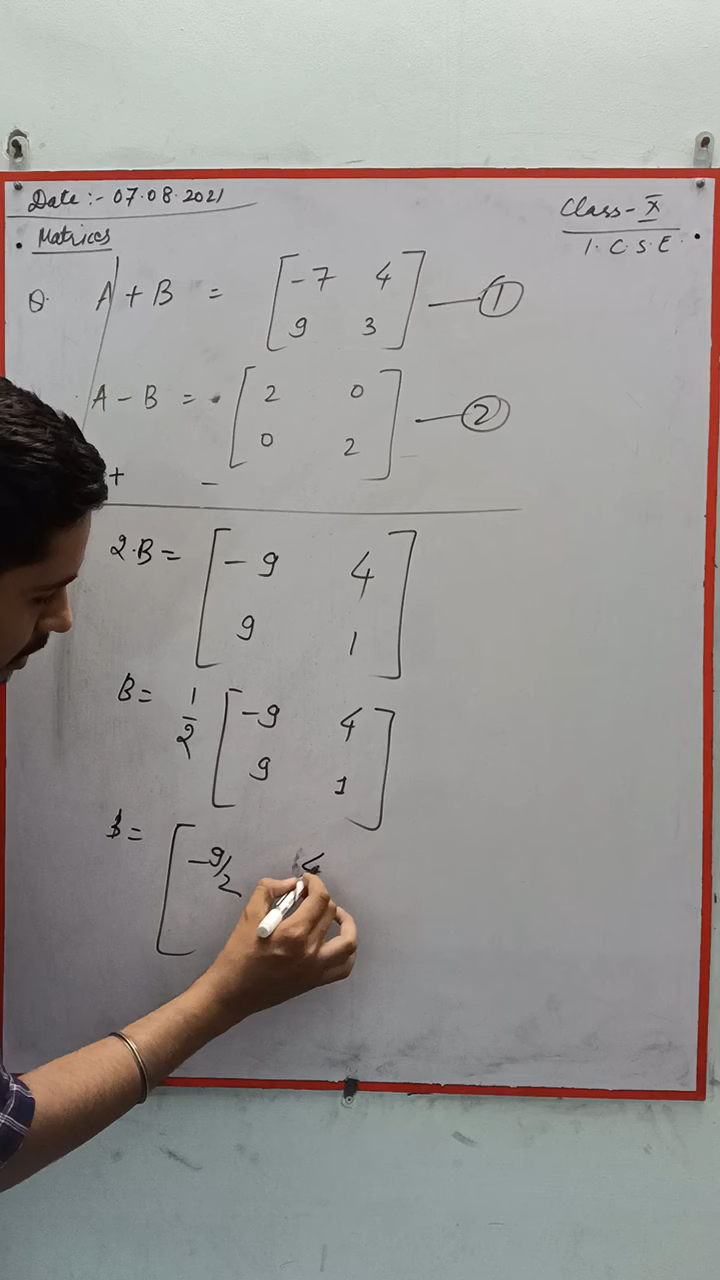 Date :- 07.08.2021
Class - X
I.C.S.E.
• Matrices
Q. A + B = [ -7 4 — 1
9 3 ]
A - B = [ 2 0 — 2
0 2 ]
+ -
2.B = [ -9 4
9 1 ]
B = 1/2 [ -9 4
9 1 ]
B = [ -9/2 4